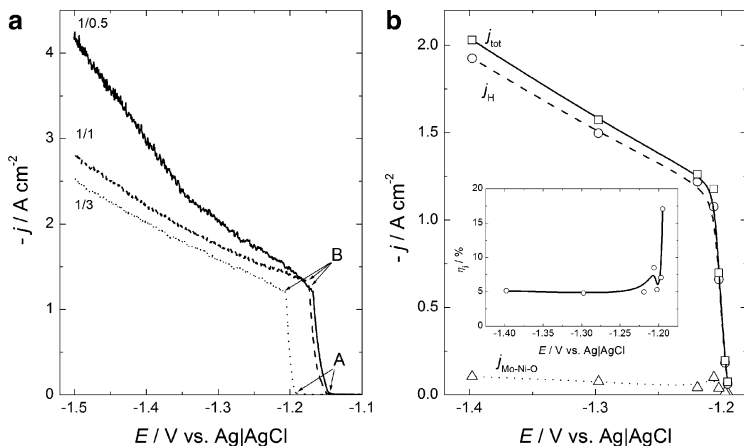 a
1/0.5
1/1
1/3
B
A
4
3
2
1
0
-1.5
-1.4
-1.3
-1.2
-1.1
- j / A cm-2
E / V vs. Ag|AgCl
b
jtot
jH
jMo-Ni-O
2.0
1.5
1.0
0.5
0.0
-1.4
-1.3
-1.2
- j / A cm-2
E / V vs. Ag|AgCl
20
15
10
5
0
-1.40
-1.35
-1.30
-1.25
-1.20
ηj / %
E / V vs. Ag|AgCl